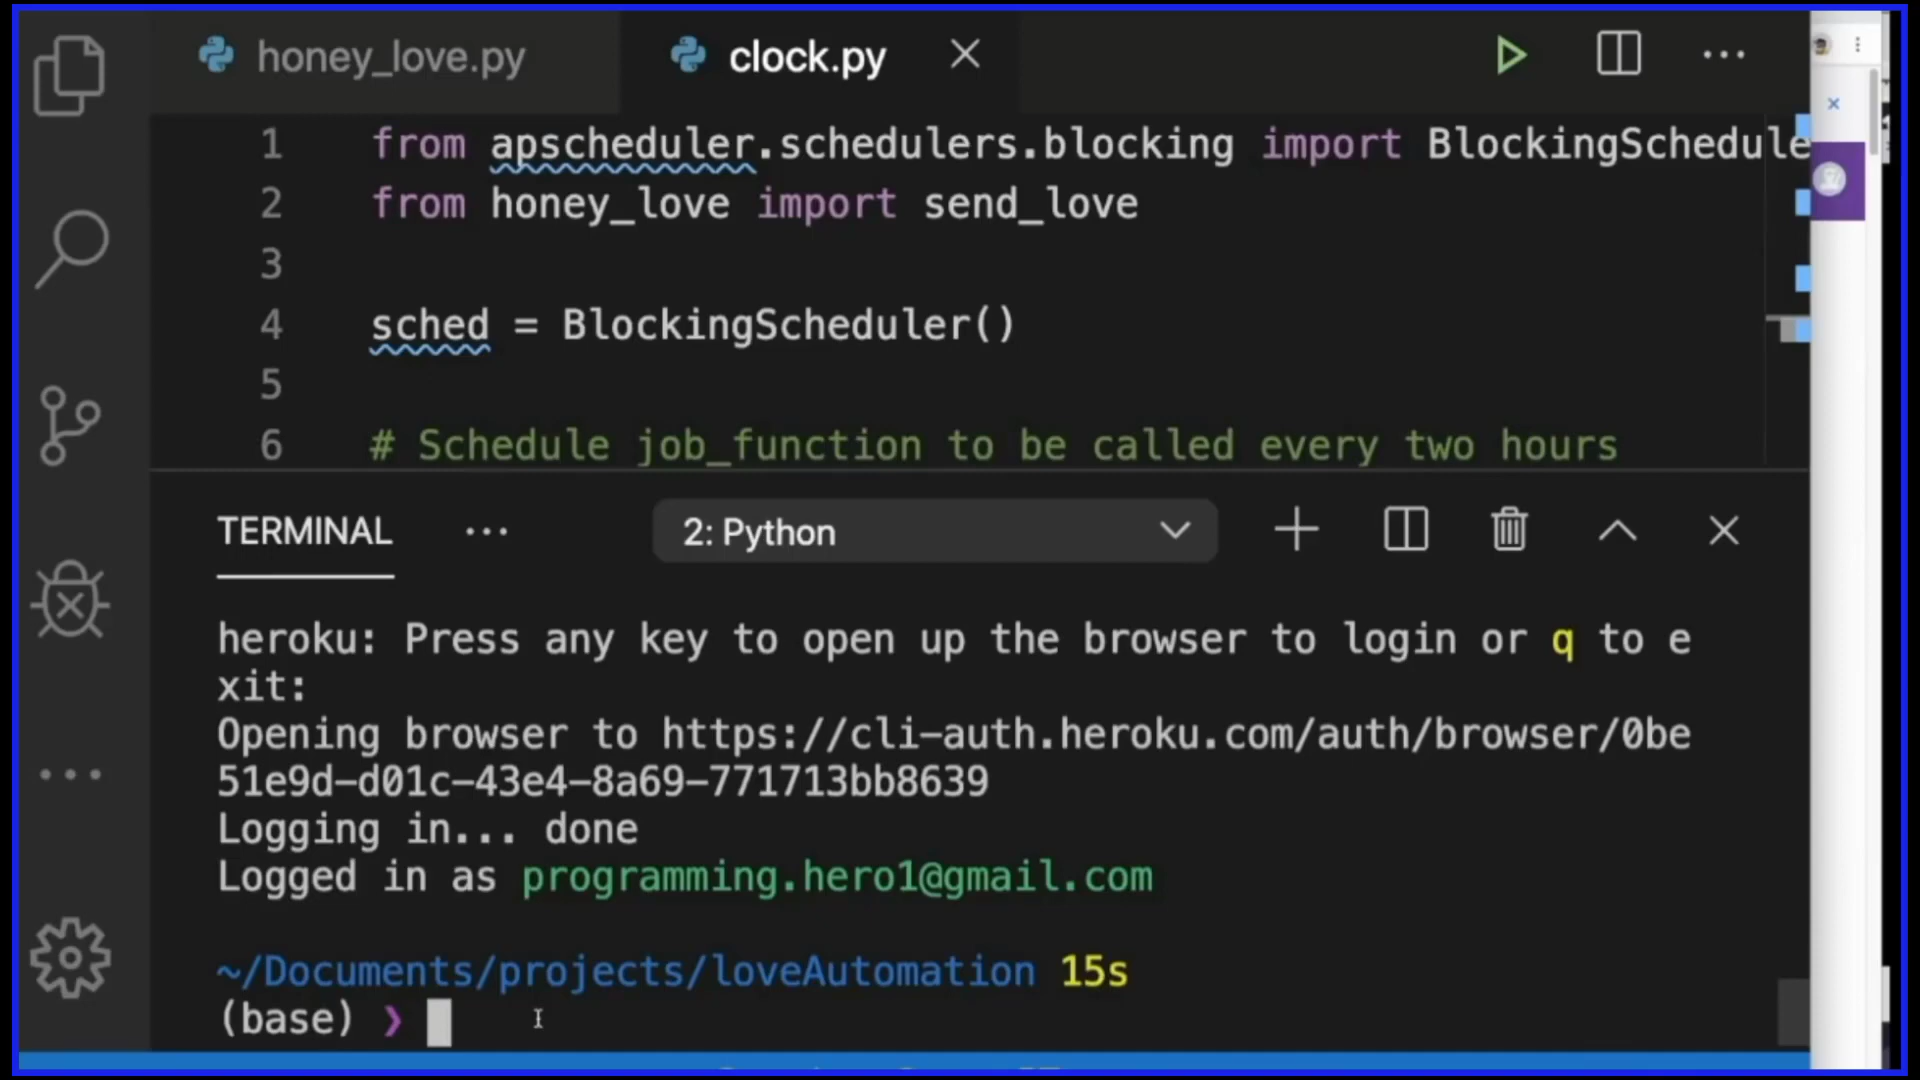 honey_love.py
clock.py
1 from apscheduler.schedulers.blocking import BlockingSchedule
2 from honey_love import send_love
3
4 sched = BlockingScheduler()
5
6 # Schedule job_function to be called every two hours
TERMINAL
2: Python
heroku: Press any key to open up the browser to login or q to e
xit:
Opening browser to https://cli-auth.heroku.com/auth/browser/0be
51e9d-d01c-43e4-8a69-771713bb8639
Logging in... done
Logged in as programming.hero1@gmail.com
~/Documents/projects/loveAutomation 15s
(base) ❯